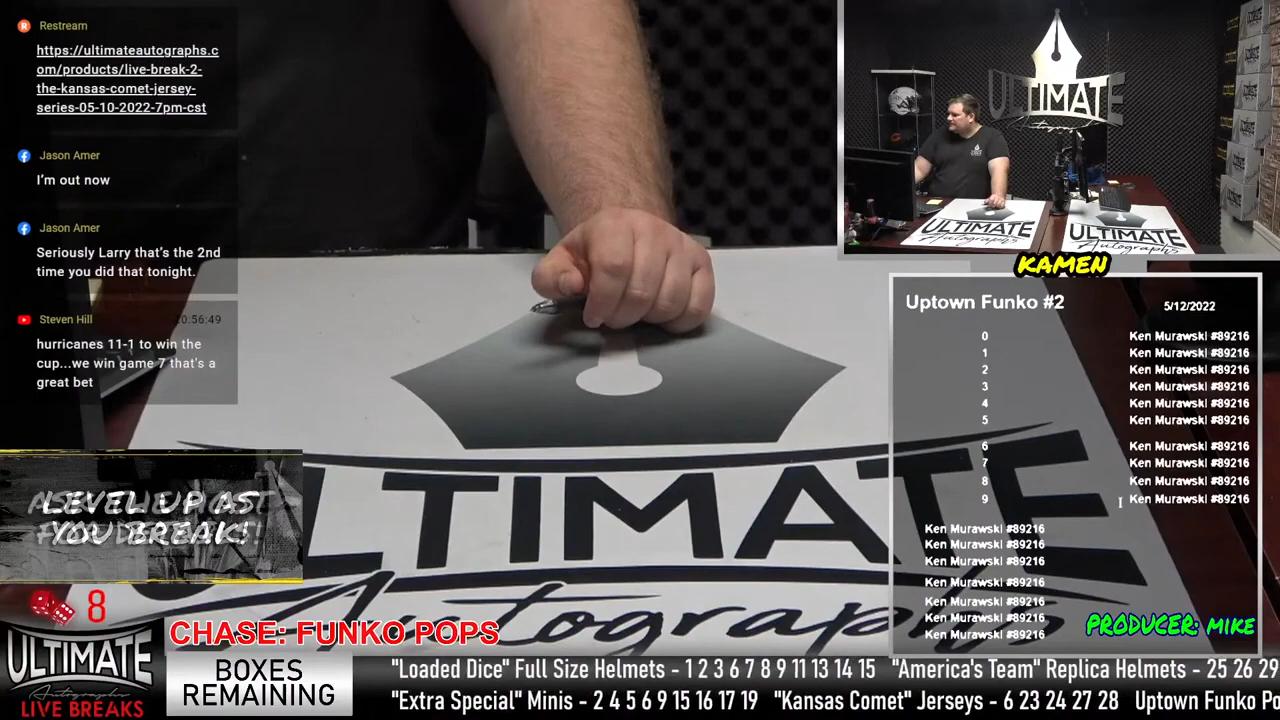 Restream
https://ultimateautographs.c
om/products/live-break-2-
the-kansas-comet-jersey-
series-05-10-2022-7pm-cst
Jason Amer
I'm out now
Jason Amer
Seriously Larry that's the 2nd
time you did that tonight.
Steven Hill
hurricanes 11-1 to win the
cup...we win game 7 that's a
great bet
LEVEL UP AS
YOU BREAK!
8
ULTIMATE
Autographs
LIVE BREAKS
CHASE: FUNKO POPS
BOXES
REMAINING
ULTIMATE
Autographs
ULTIMATE
ULTIMATE
Autographs
ULTIMATE
Autographs
KAMEN
Uptown Funko #2 5/12/2022
0 Ken Murawski #89216
1 Ken Murawski #89216
2 Ken Murawski #89216
3 Ken Murawski #89216
4 Ken Murawski #89216
5 Ken Murawski #89216
6 Ken Murawski #89216
7 Ken Murawski #89216
8 Ken Murawski #89216
9 Ken Murawski #89216
Ken Murawski #89216
Ken Murawski #89216
Ken Murawski #89216
Ken Murawski #89216
Ken Murawski #89216
Ken Murawski #89216
Ken Murawski #89216
PRODUCER: MIKE
"Loaded Dice" Full Size Helmets - 1 2 3 6 7 8 9 11 13 14 15 "America's Team" Replica Helmets - 25 26 29
"Extra Special" Minis - 2 4 5 6 9 15 16 17 19 "Kansas Comet" Jerseys - 6 23 24 27 28 Uptown Funko